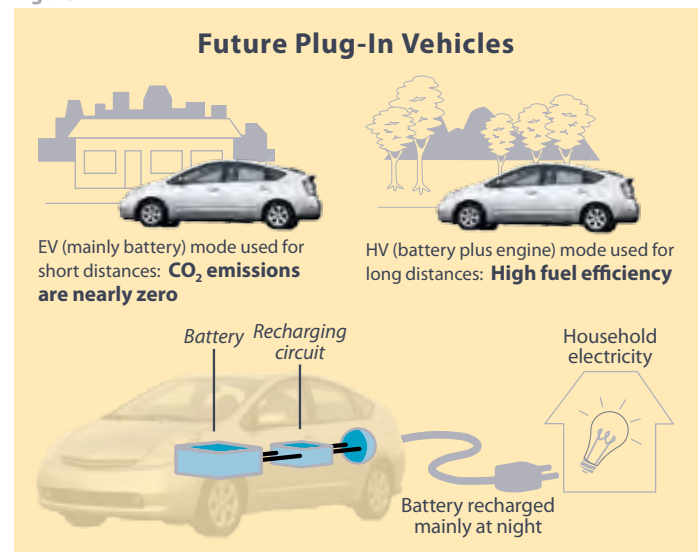 Future Plug-In Vehicles
EV (mainly battery) mode used for
short distances: CO₂ emissions
are nearly zero
HV (battery plus engine) mode used for
long distances: High fuel efficiency
Battery
Recharging
circuit
Household
electricity
Battery recharged
mainly at night